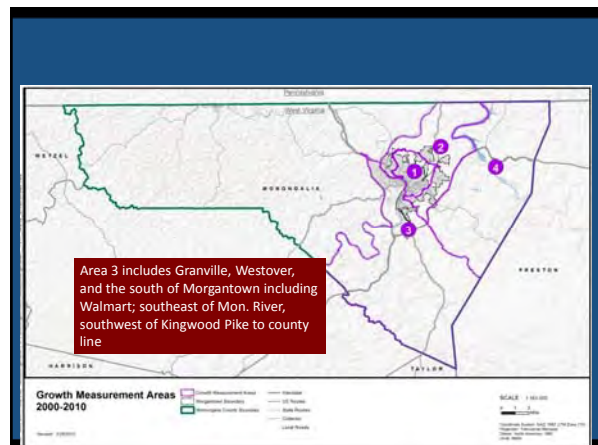 Pennsylvania
West Virginia
WETZEL
MONONGALIA
2
1
4
3
PRESTON
Area 3 includes Granville, Westover,
and the south of Morgantown including
Walmart; southeast of Mon. River,
southwest of Kingwood Pike to county
line
HARRISON
TAYLOR
Growth Measurement Areas
2000-2010
Growth Measurement Areas
Morgantown Boundary
Monongalia County Boundary
Interstate
US Routes
State Routes
Collector
Local Roads
SCALE